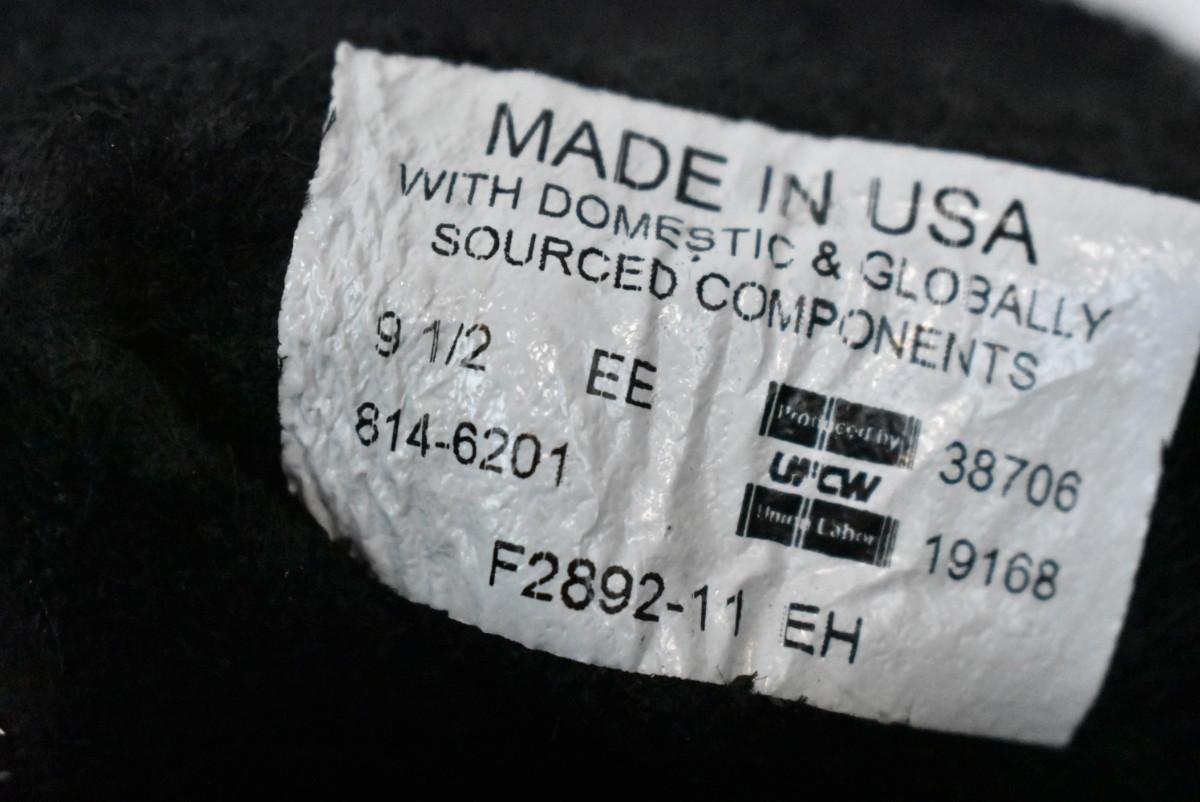 MADE IN USA
WITH DOMESTIC & GLOBALLY
SOURCED COMPONENTS
9 1/2 EE
814-6201
Produced by
UFCW
Union Labor
38706
19168
F2892-11 EH